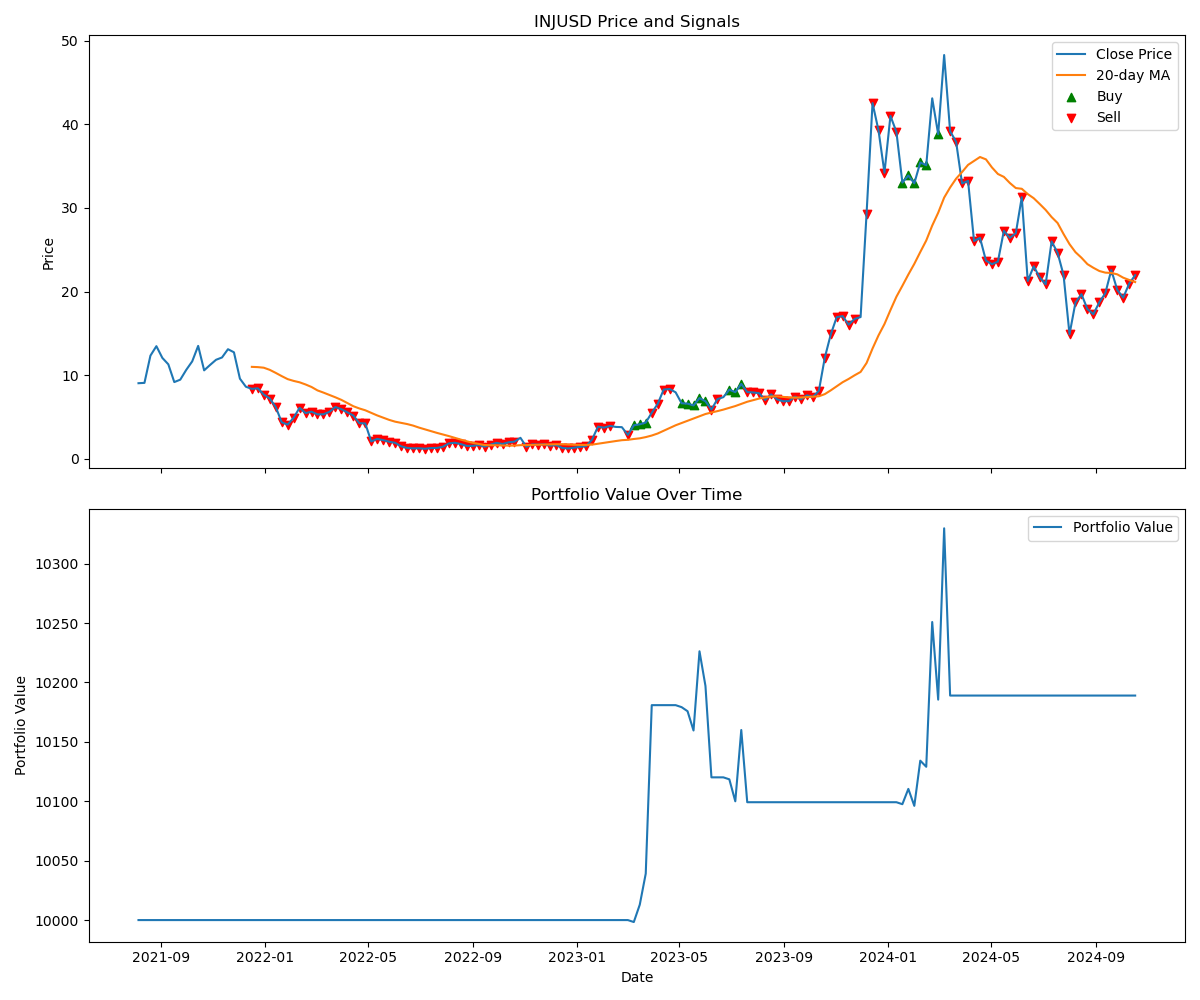 INJUSD Price and Signals
50
40
30
20
10
0
Price
Close Price
20-day MA
Buy
Sell
Portfolio Value Over Time
10300
10250
10200
10150
10100
10050
10000
Portfolio Value
Portfolio Value
2021-09 2022-01 2022-05 2022-09 2023-01 2023-05 2023-09 2024-01 2024-05 2024-09
Date